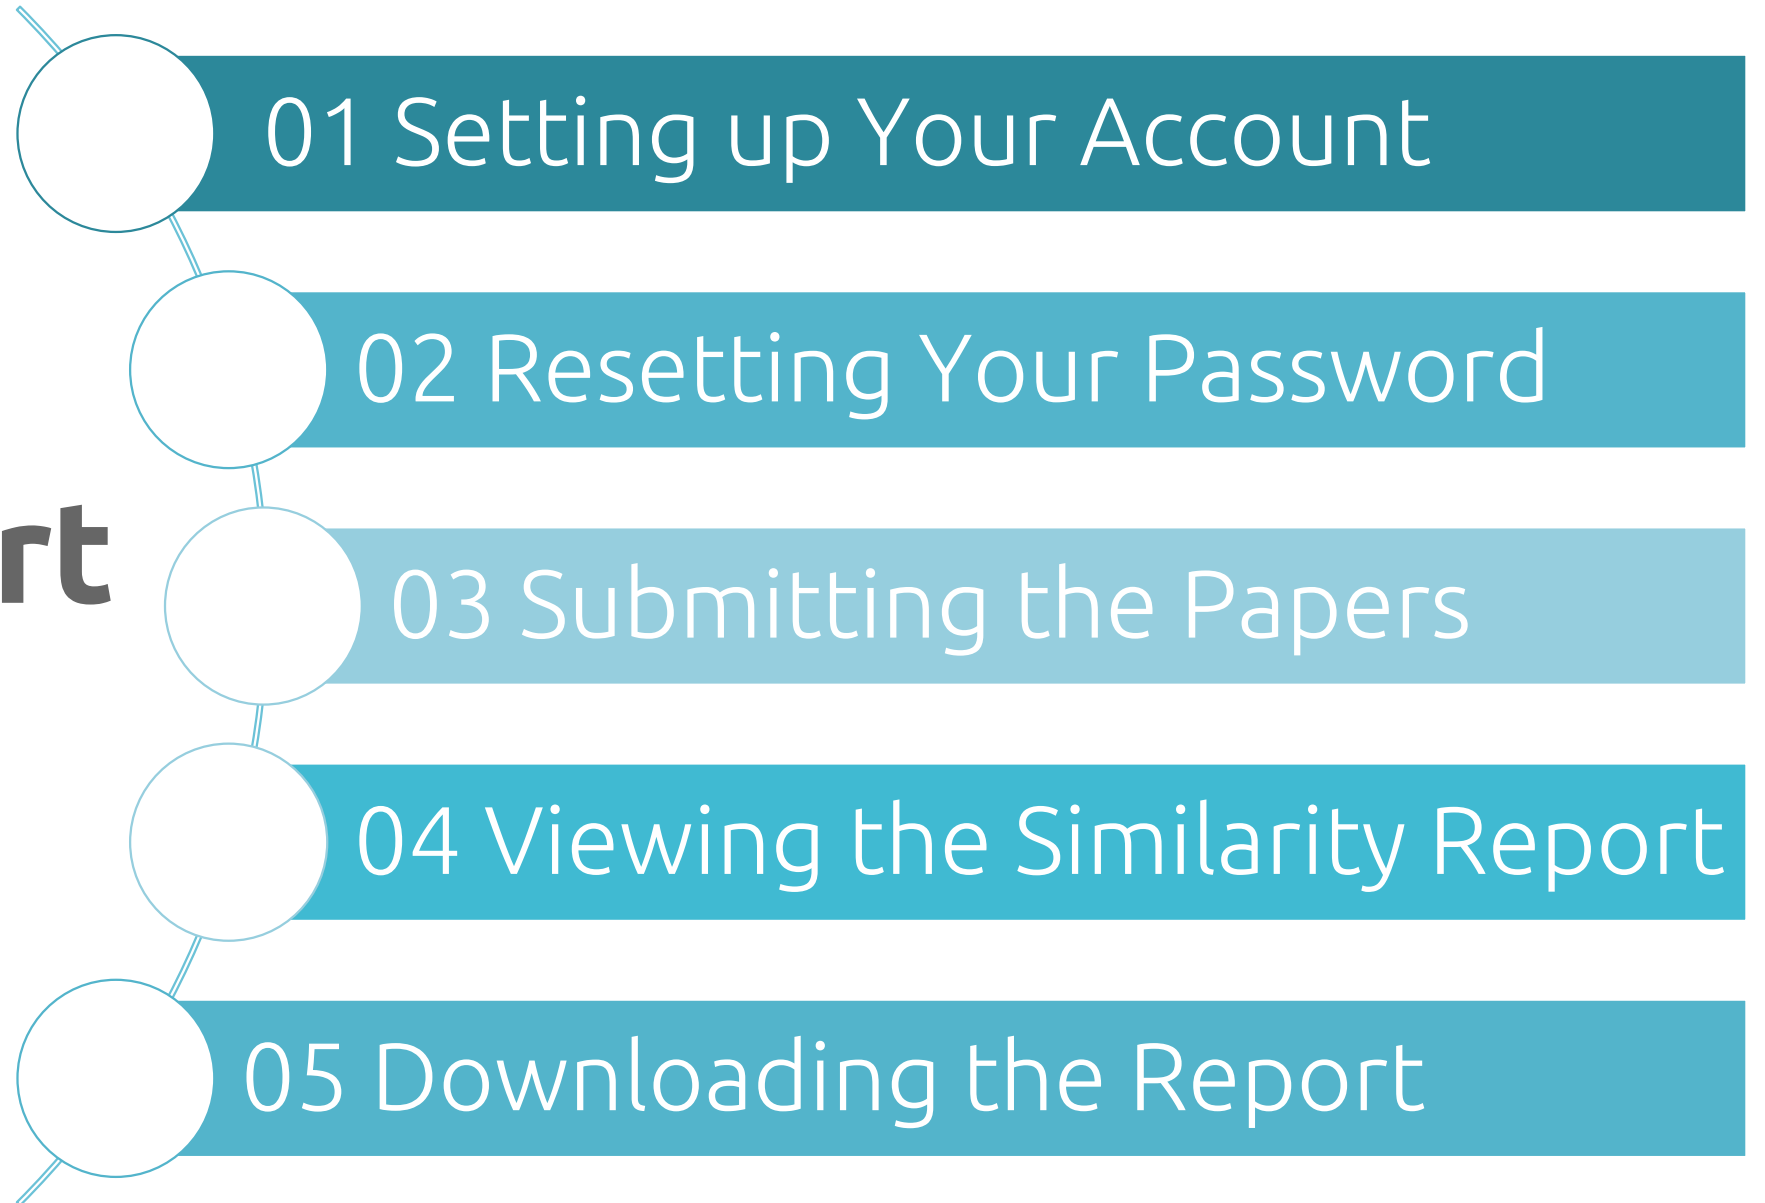 01 Setting up Your Account
02 Resetting Your Password
rt
03 Submitting the Papers
04 Viewing the Similarity Report
05 Downloading the Report